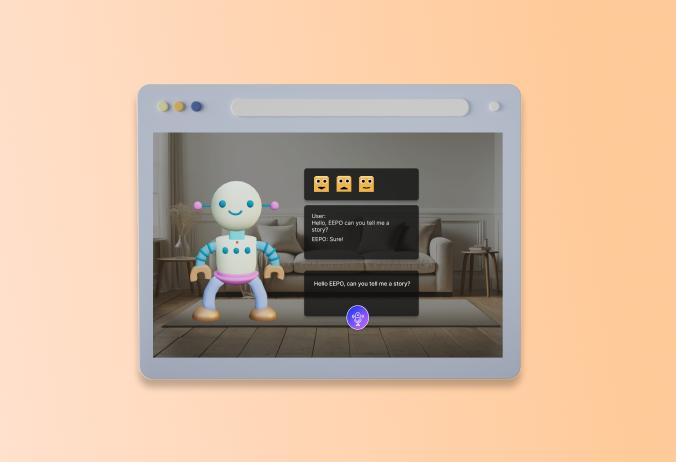 User:
Hello, EEPO can you tell me a
story?
EEPO: Sure!
Hello EEPO, can you tell me a story?